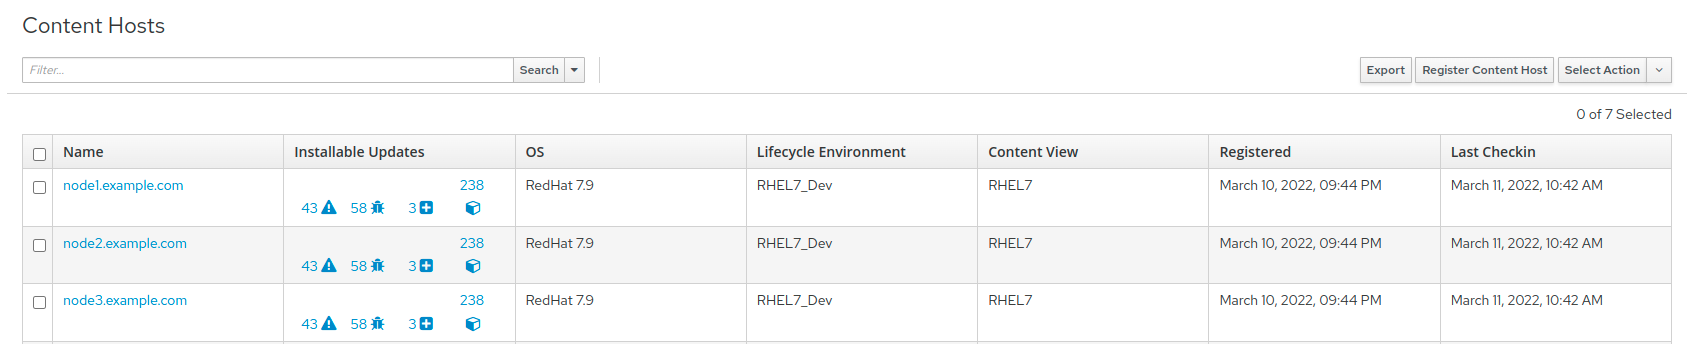 Content Hosts
Filter... Search
Export Register Content Host Select Action
0 of 7 Selected
Name Installable Updates OS Lifecycle Environment Content View Registered Last Checkin
node1.example.com 238 RedHat 7.9 RHEL7_Dev RHEL7 March 10, 2022, 09:44 PM March 11, 2022, 10:42 AM
43 58 3
node2.example.com 238 RedHat 7.9 RHEL7_Dev RHEL7 March 10, 2022, 09:44 PM March 11, 2022, 10:42 AM
43 58 3
node3.example.com 238 RedHat 7.9 RHEL7_Dev RHEL7 March 10, 2022, 09:44 PM March 11, 2022, 10:42 AM
43 58 3